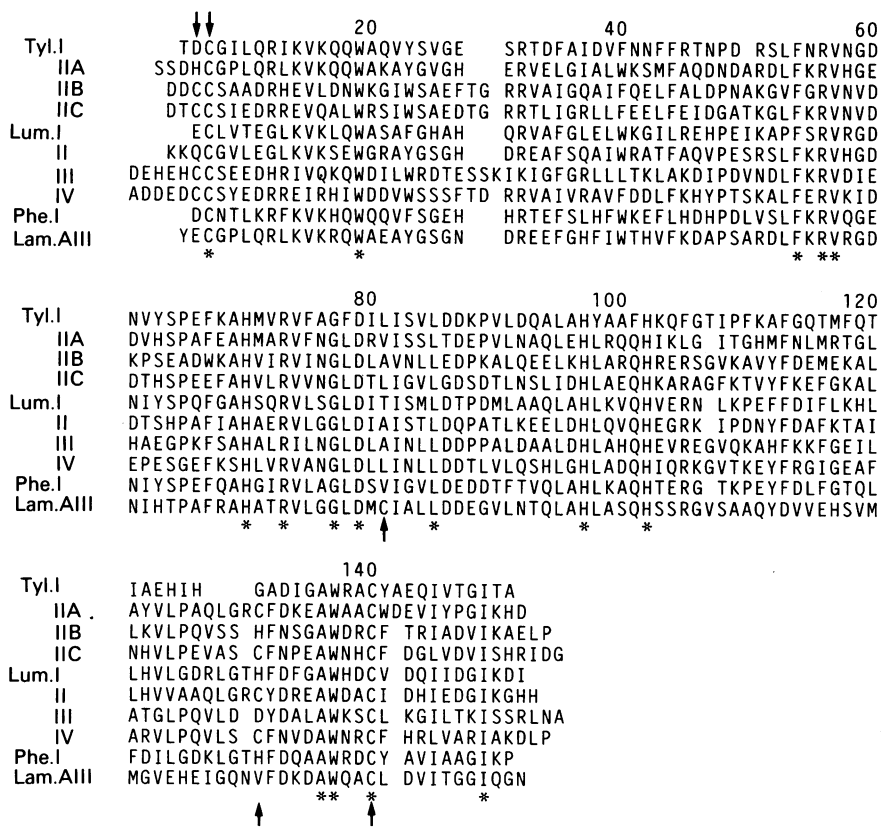 20 40 60
Tyl.I TDCGILQRIKVKQQWAQVYSVGE SRTDFAIDVFNNFFRTNPD RSLFNRVNGD
IIA SSDHCGPLQRLKVKQQWAKAYGVGH ERVELGIALWKSMFAQDNDARDLFKRVHGE
IIB DDCCSAADRHEVLDNWKGIWSAEFTG RRVAIGQAIFQELFALDPNAKGVFGRVNVD
IIC DTCCSIEDRREVQALWRSIWSAEDTG RRTLIGRLLFEELFEIDGATKGLFKRVNVD
Lum.I ECLVTEGLKVKLQWASAFGHAH QRVAFGLELWKGILREHPEIKAPFSRVRGD
II KKQCGVLEGLKVKSEWGRAYGSGH DREAFSQAIWRATFAQVPESRSLFKRVHGD
III DEHEHCCSEEDHRIVQKQWDILWRDTESSKIKIGFGRLLLTKLAKDIPDVNDLFKRVDIE
IV ADDEDCCSYEDRREIRHIWDDVWSSSFTD RRVAIVRAVFDDLFKHYPTSKALFERVKID
Phe.I DCNTLKRFKVKHQWQQVFSGEH HRTEFSLHFWKEFLHDHPDLVSLFKRVQGE
Lam.AIII YECGPLQRLKVKRQWAEAYGSGN DREEFGHFIWTHVFKDAPSARDLFKRVRGD
* * * **
80 100 120
Tyl.I NVYSPEFKAHMVRVFAGFDILISVLDDKPVLDQALAHYAAFHKQFGTIPFKAFGQTMFQT
IIA DVHSPAFEAHMARVFNGLDRVISSLTDEPVLNAQLEHLRQQHIKLG ITGHMFNLMRTGL
IIB KPSEADWKAHVIRVINGLDLAVNLLEDPKALQEELKHLARQHRERSGVKAVYFDEMEKAL
IIC DTHSPEEFAHVLRVVNGLDTLIGVLGDSDTLNSLIDHLAEQHKARAGFKTVYFKEFGKAL
Lum.I NIYSPQFGAHSQRVLSGLDITISMLDTPDMLAAQLAHLKVQHVERN LKPEFFDIFLKHL
II DTSHPAFIAHAERVLGGLDIAISTLDQPATLKEELDHLQVQHEGRK IPDNYFDAFKTAI
III HAEGPKFSAHALRILNGLDLAINLLDDPPALDAALDHLAHQHEVREGVQKAHFKKFGEIL
IV EPESGEFKSHLVRVANGLDLLINLLDDTLVLQSHLGHLADQHIQRKGVTKEYFRGIGEAF
Phe.I NIYSPEFQAHGIRVLAGLDSVIGVLDEDDTFTVQLAHLKAQHTERG TKPEYFDLFGTQL
Lam.AIII NIHTPAFRAHATRVLGGLDMCIALLDDEGVLNTQLAHLASQHSSRGVSAAQYDVVEHSVM
* * * * * * *
140
Tyl.I IAEHIH GADIGAWRACYAEQIVTGITA
IIA . AYVLPAQLGRCFDKEAWAACWDEVIYPGIKHD
IIB LKVLPQVSS HFNSGAWDRCF TRIADVIKAELP
IIC NHVLPEVAS CFNPEAWNHCF DGLVDVISHRIDG
Lum.I LHVLGDRLGTHFDFGAWHDCV DQIIDGIKDI
II LHVVAAQLGRCYDREAWDACI DHIEDGIKGHH
III ATGLPQVLD DYDALAWKSCL KGILTKISSRLNA
IV ARVLPQVLS CFNVDAWNRCF HRLVARIAKDLP
Phe.I FDILGDKLGTHFDQAAWRDCY AVIAAGIKP
Lam.AIII MGVEHEIGQNVFDKDAWQACL DVITGGIQGN
** * *